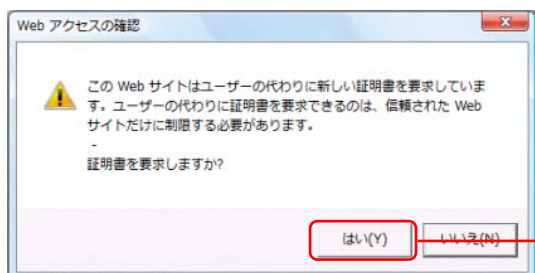 Web アクセスの確認
この Web サイトはユーザーの代わりに新しい証明書を要求していま
す。ユーザーの代わりに証明書を要求できるのは、信頼された Web
サイトだけに制限する必要があります。
-
証明書を要求しますか?
はい(Y) いいえ(N)